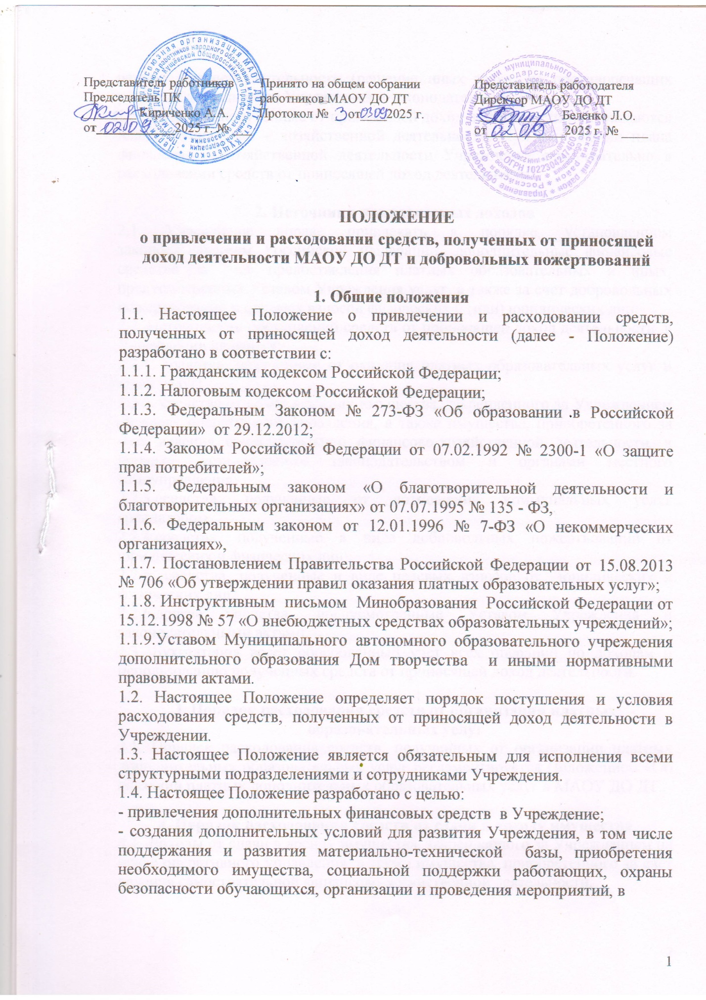 Представитель работников
Председатель ПК
Кириченко А.А.
от 02.09 2025 г. №
Принято на общем собрании
работников МАОУ ДО ДТ
Протокол № 3 от 0309 2025 г.
Представитель работодателя
Директор МАОУ ДО ДТ
Беленко Л.О.
от 02 09 2025 г. №
ПОЛОЖЕНИЕ
о привлечении и расходовании средств, полученных от приносящей
доход деятельности МАОУ ДО ДТ и добровольных пожертвований
1. Общие положения
1.1. Настоящее Положение о привлечении и расходовании средств,
полученных от приносящей доход деятельности (далее - Положение)
разработано в соответствии с:
1.1.1. Гражданским кодексом Российской Федерации;
1.1.2. Налоговым кодексом Российской Федерации;
1.1.3. Федеральным Законом № 273-ФЗ «Об образовании в Российской
Федерации» от 29.12.2012;
1.1.4. Законом Российской Федерации от 07.02.1992 № 2300-1 «О защите
прав потребителей»;
1.1.5. Федеральным законом «О благотворительной деятельности и
благотворительных организациях» от 07.07.1995 № 135 - ФЗ,
1.1.6. Федеральным законом от 12.01.1996 № 7-ФЗ «О некоммерческих
организациях»,
1.1.7. Постановлением Правительства Российской Федерации от 15.08.2013
№ 706 «Об утверждении правил оказания платных образовательных услуг»;
1.1.8. Инструктивным письмом Минобразования Российской Федерации от
15.12.1998 № 57 «О внебюджетных средствах образовательных учреждений»;
1.1.9.Уставом Муниципального автономного образовательного учреждения
дополнительного образования Дом творчества и иными нормативными
правовыми актами.
1.2. Настоящее Положение определяет порядок поступления и условия
расходования средств, полученных от приносящей доход деятельности в
Учреждении.
1.3. Настоящее Положение является обязательным для исполнения всеми
структурными подразделениями и сотрудниками Учреждения.
1.4. Настоящее Положение разработано с целью:
- привлечения дополнительных финансовых средств в Учреждение;
- создания дополнительных условий для развития Учреждения, в том числе
поддержания и развития материально-технической базы, приобретения
необходимого имущества, социальной поддержки работающих, охраны
безопасности обучающихся, организации и проведения мероприятий, в
1